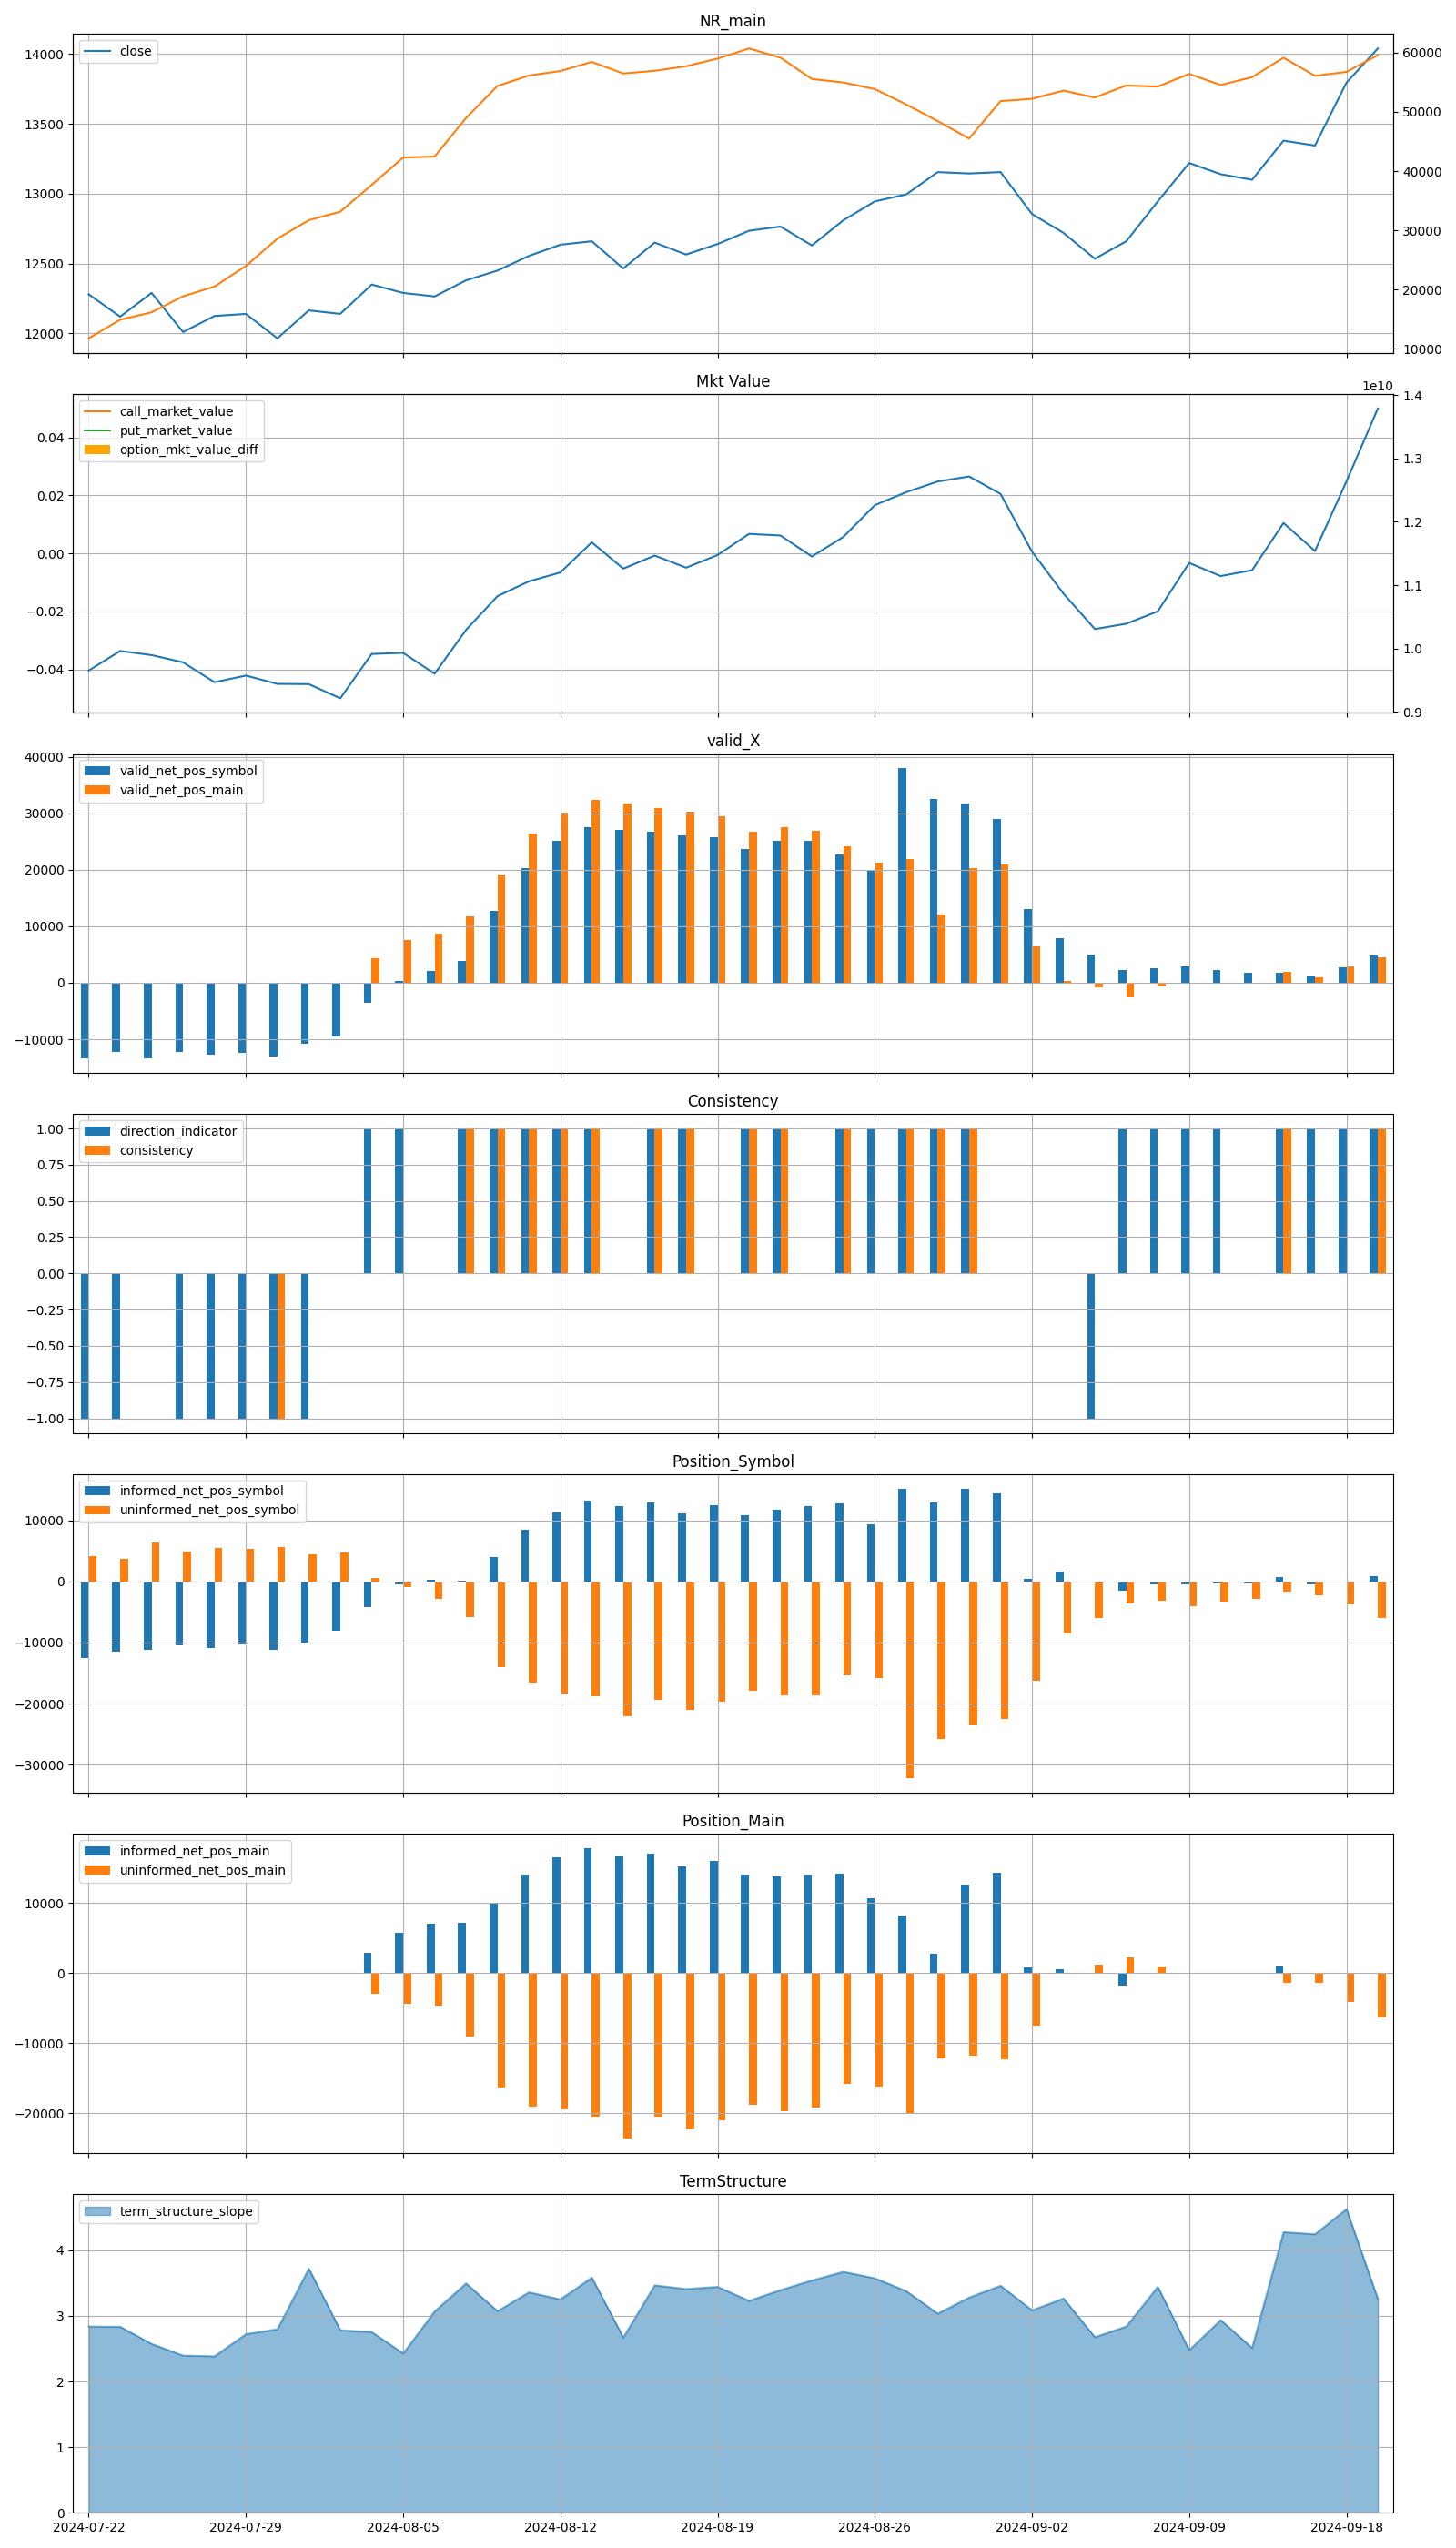 NR_main
close
14000
13500
13000
12500
12000
60000
50000
40000
30000
20000
10000
Mkt Value
1e10
call_market_value
put_market_value
option_mkt_value_diff
0.04
0.02
0.00
−0.02
−0.04
1.4
1.3
1.2
1.1
1.0
0.9
valid_X
valid_net_pos_symbol
valid_net_pos_main
40000
30000
20000
10000
0
−10000
Consistency
direction_indicator
consistency
1.00
0.75
0.50
0.25
0.00
−0.25
−0.50
−0.75
−1.00
Position_Symbol
informed_net_pos_symbol
uninformed_net_pos_symbol
10000
0
−10000
−20000
−30000
Position_Main
informed_net_pos_main
uninformed_net_pos_main
10000
0
−10000
−20000
TermStructure
term_structure_slope
4
3
2
1
0
2024-07-22 2024-07-29 2024-08-05 2024-08-12 2024-08-19 2024-08-26 2024-09-02 2024-09-09 2024-09-18